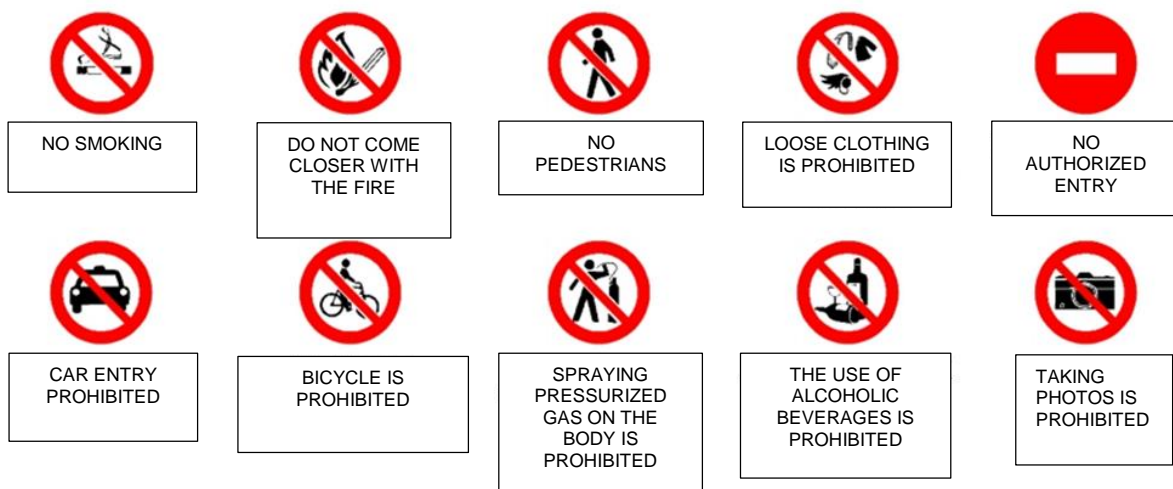 NO SMOKING
DO NOT COME
CLOSER WITH
THE FIRE
NO
PEDESTRIANS
LOOSE CLOTHING
IS PROHIBITED
NO
AUTHORIZED
ENTRY
CAR ENTRY
PROHIBITED
BICYCLE IS
PROHIBITED
SPRAYING
PRESSURIZED
GAS ON THE
BODY IS
PROHIBITED
THE USE OF
ALCOHOLIC
BEVERAGES IS
PROHIBITED
TAKING
PHOTOS IS
PROHIBITED